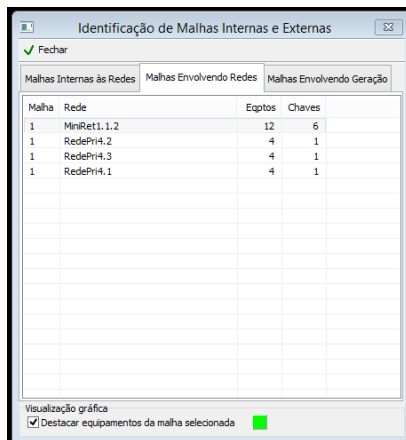 Identificação de Malhas Internas e Externas
Fechar
Malhas Internas às Redes Malhas Envolvendo Redes Malhas Envolvendo Geração
Malha Rede Eqptos Chaves
1 MiniRet1.1.2 12 6
1 RedePri4.2 4 1
1 RedePri4.3 4 1
1 RedePri4.1 4 1
Visualização gráfica
Destacar equipamentos da malha selecionada